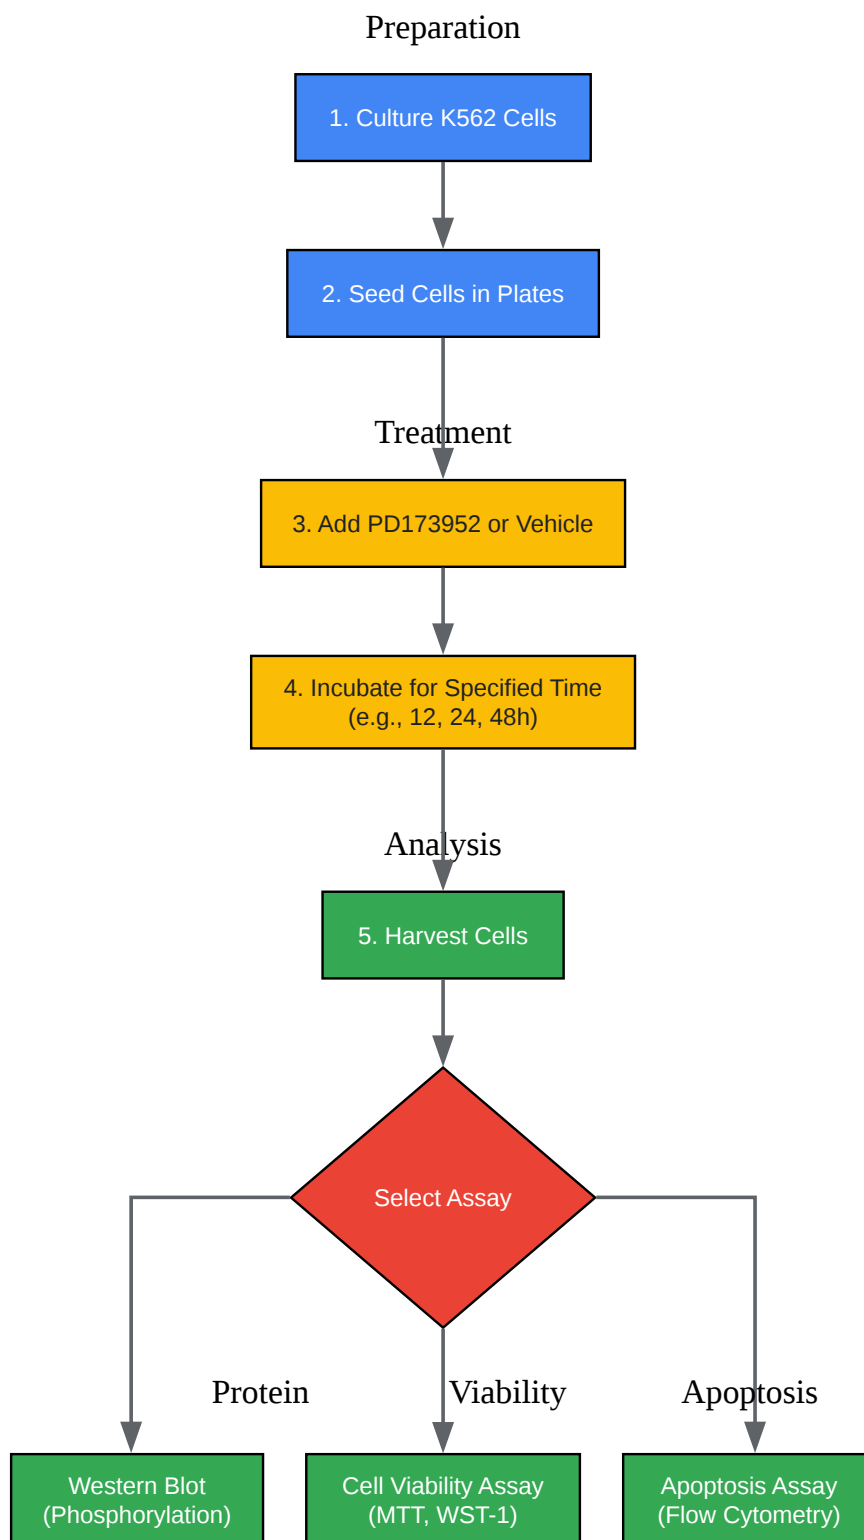 Preparation
1. Culture K562 Cells
2. Seed Cells in Plates
Treatment
3. Add PD173952 or Vehicle
4. Incubate for Specified Time
(e.g., 12, 24, 48h)
Analysis
5. Harvest Cells
Select Assay
Protein
Viability
Apoptosis
Western Blot
(Phosphorylation)
Cell Viability Assay
(MTT, WST-1)
Apoptosis Assay
(Flow Cytometry)